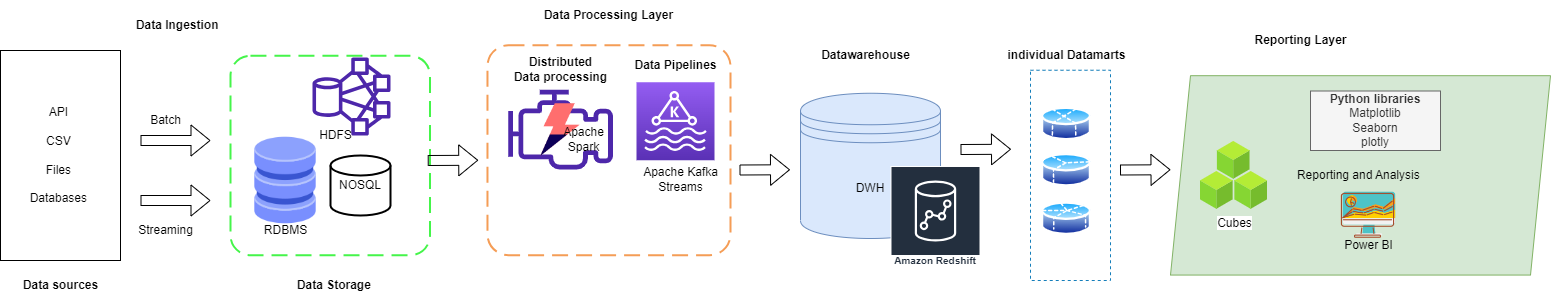 Data Ingestion
API
CSV
Files
Databases
Data sources
Batch
Streaming
HDFS
RDBMS
NOSQL
Data Storage
Data Processing Layer
Distributed
Data processing
Apache
Spark
Data Pipelines
K
Apache Kafka
Streams
Datawarehouse
DWH
Amazon Redshift
individual Datamarts
Reporting Layer
Cubes
Python libraries
Matplotlib
Seaborn
plotly
Reporting and Analysis
Power BI